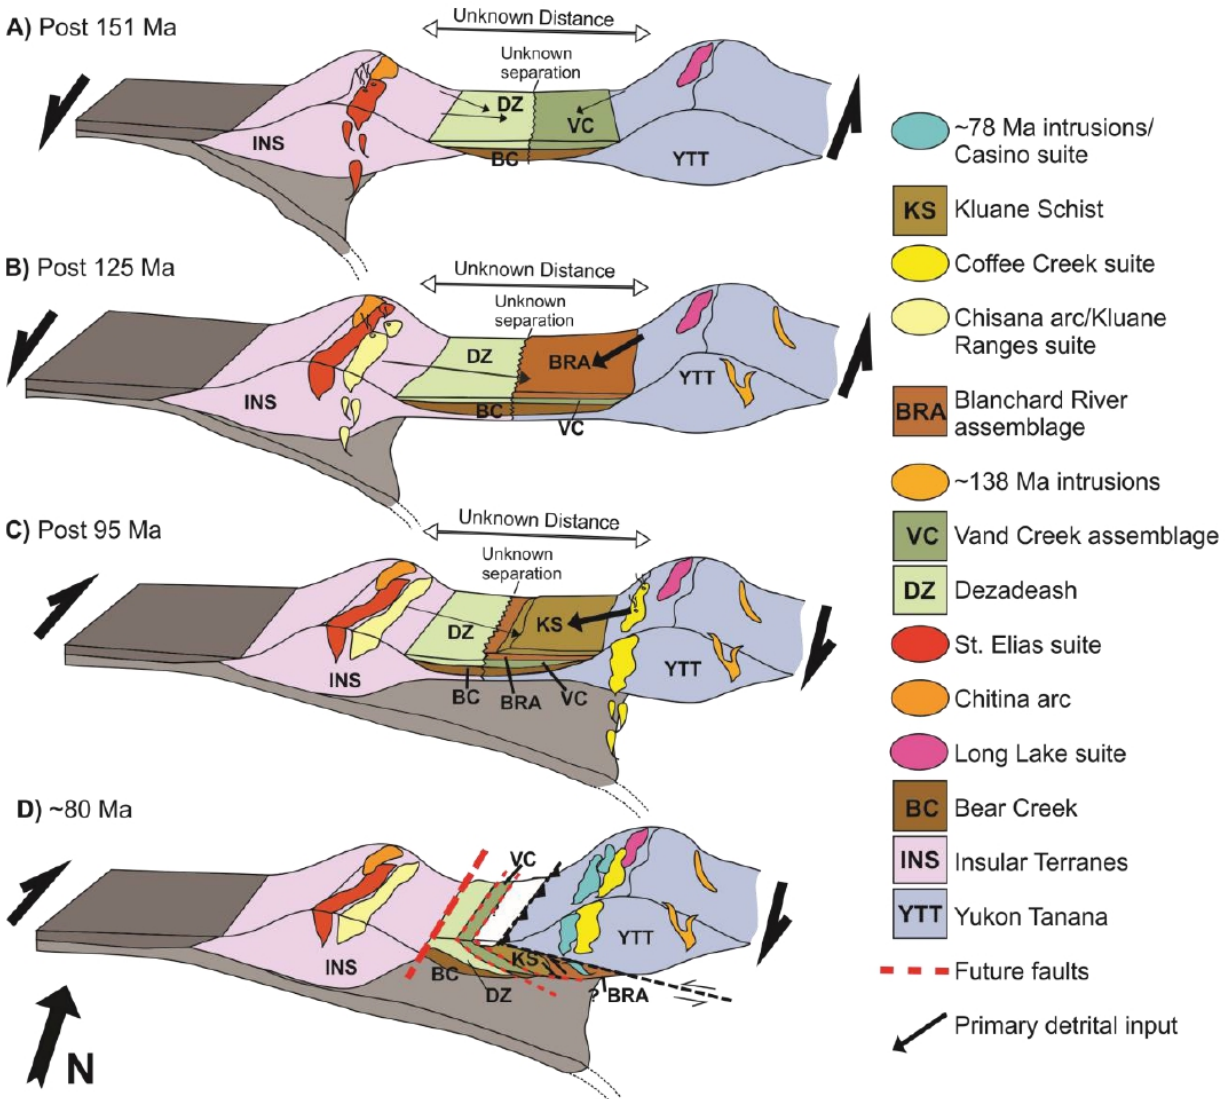 A) Post 151 Ma
Unknown Distance
Unknown
separation
DZ
VC
INS
BC
YTT
B) Post 125 Ma
Unknown Distance
Unknown
separation
DZ
BRA
YTT
INS
BC
VC
C) Post 95 Ma
Unknown Distance
Unknown
separation
DZ
KS
INS
YTT
BC
BRA
VC
D) ~80 Ma
VC
?
YTT
KS
INS
BC
DZ
? BRA
N
~78 Ma intrusions/
Casino suite
KS Kluane Schist
Coffee Creek suite
Chisana arc/Kluane
Ranges suite
BRA Blanchard River
assemblage
~138 Ma intrusions
VC Vand Creek assemblage
DZ Dezadeash
St. Elias suite
Chitina arc
Long Lake suite
BC Bear Creek
INS Insular Terranes
YTT Yukon Tanana
Future faults
Primary detrital input